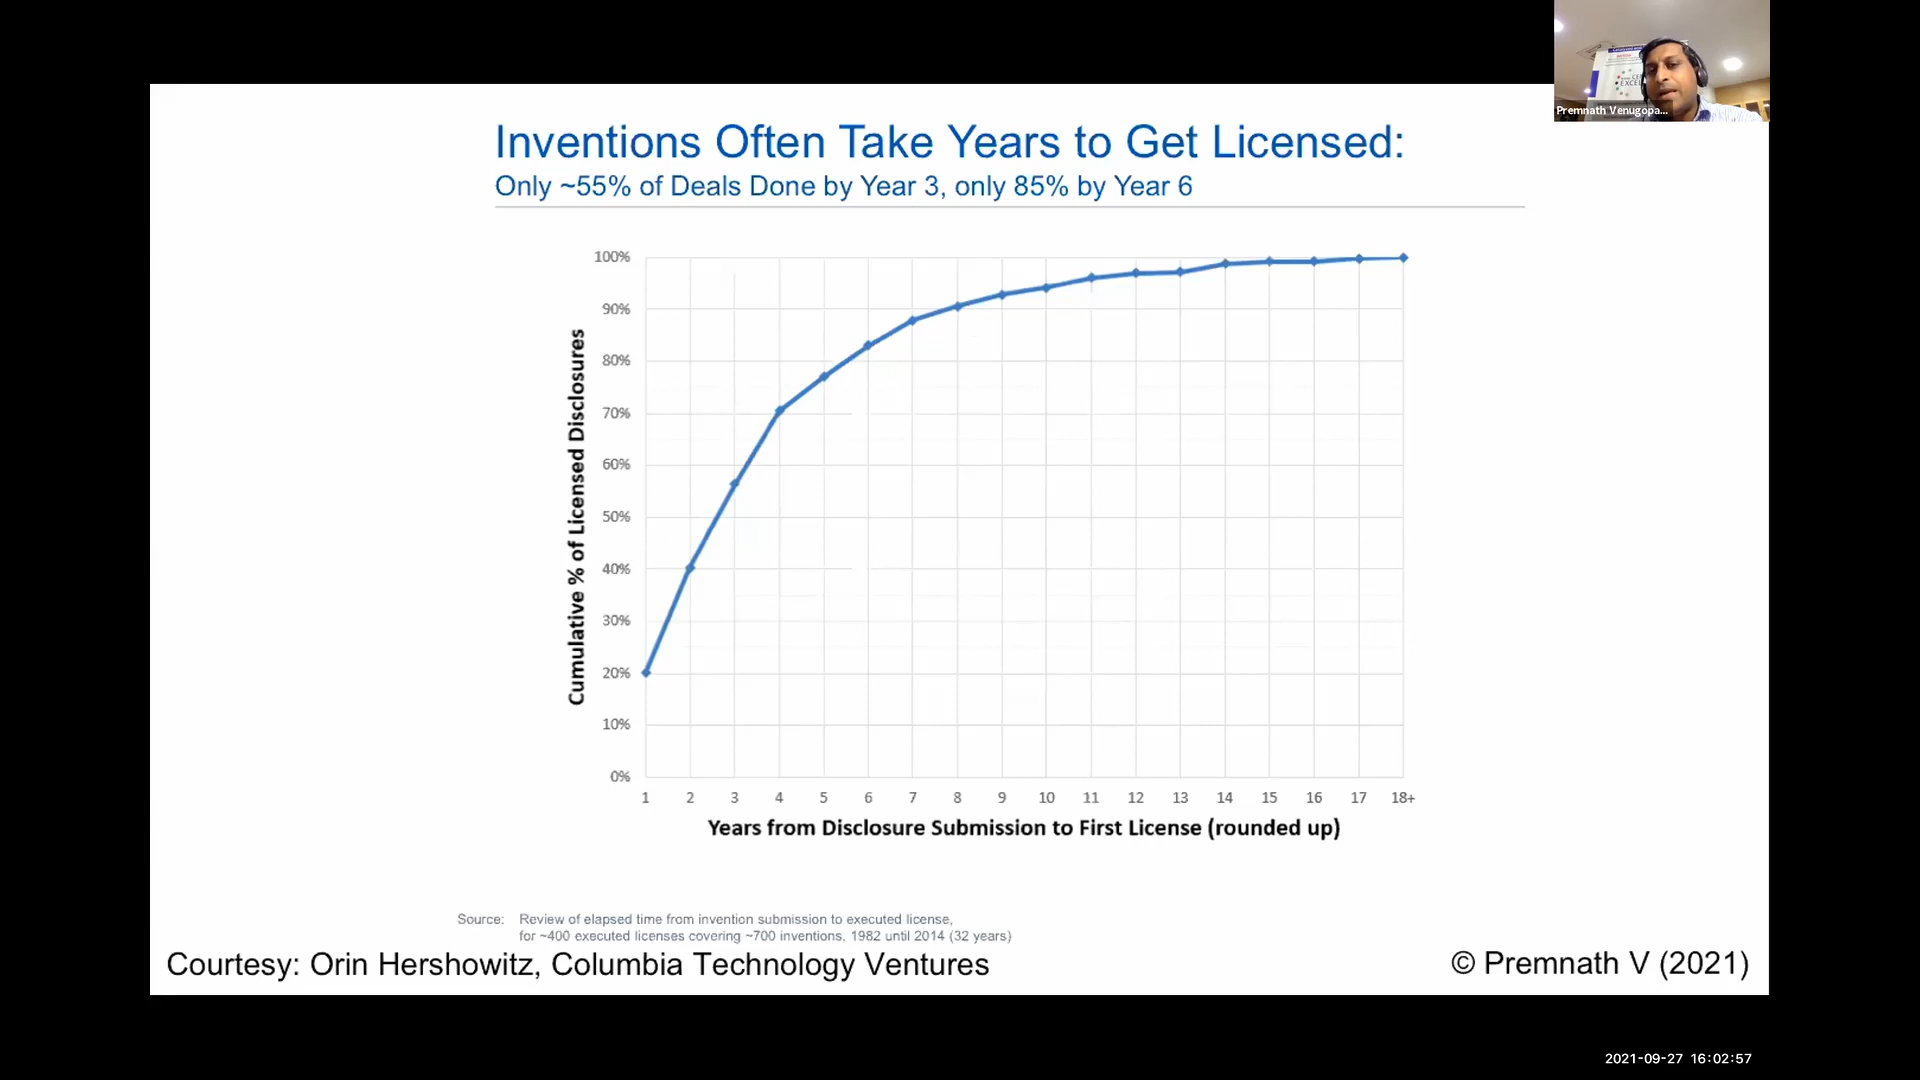 Premnath Venugopa...
Inventions Often Take Years to Get Licensed:
Only ~55% of Deals Done by Year 3, only 85% by Year 6
100%
90%
80%
70%
60%
50%
40%
30%
20%
10%
0%
Cumulative % of Licensed Disclosures
1 2 3 4 5 6 7 8 9 10 11 12 13 14 15 16 17 18+
Years from Disclosure Submission to First License (rounded up)
Source: Review of elapsed time from invention submission to executed license,
for ~400 executed licenses covering ~700 inventions, 1982 until 2014 (32 years)
Courtesy: Orin Hershowitz, Columbia Technology Ventures
© Premnath V (2021)
2021-09-27 16:02:57